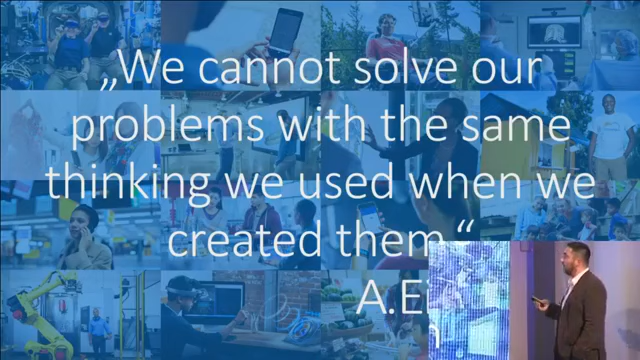 „We cannot solve our
problems with the same
thinking we used when we
created them.“